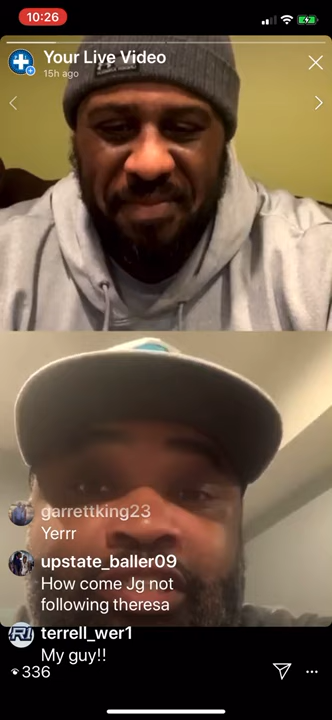 10:26
Your Live Video
15h ago
garrettking23
Yerrr
upstate_baller09
How come Jg not
following theresa
terrell_wer1
My guy!!
336